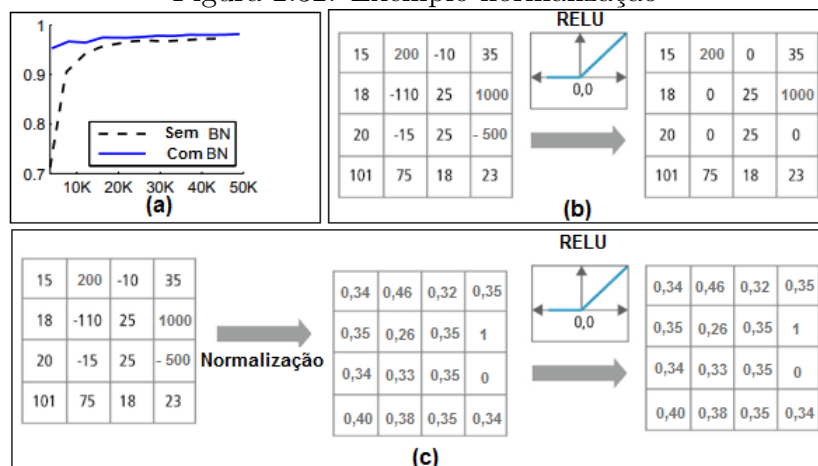 Figura 2.32: Exemplo normalização
1
0.9
0.8
0.7
Sem BN
Com BN
10K 20K 30K 40K 50K
(a)
RELU
15 200 -10 35
18 -110 25 1000
20 -15 25 - 500
101 75 18 23
0,0
15 200 0 35
18 0 25 1000
20 0 25 0
101 75 18 23
(b)
RELU
15 200 -10 35
18 -110 25 1000
20 -15 25 - 500
101 75 18 23
Normalização
0,34 0,46 0,32 0,35
0,35 0,26 0,35 1
0,34 0,33 0,35 0
0,40 0,38 0,35 0,34
0,0
0,34 0,46 0,32 0,35
0,35 0,26 0,35 1
0,34 0,33 0,35 0
0,40 0,38 0,35 0,34
(c)